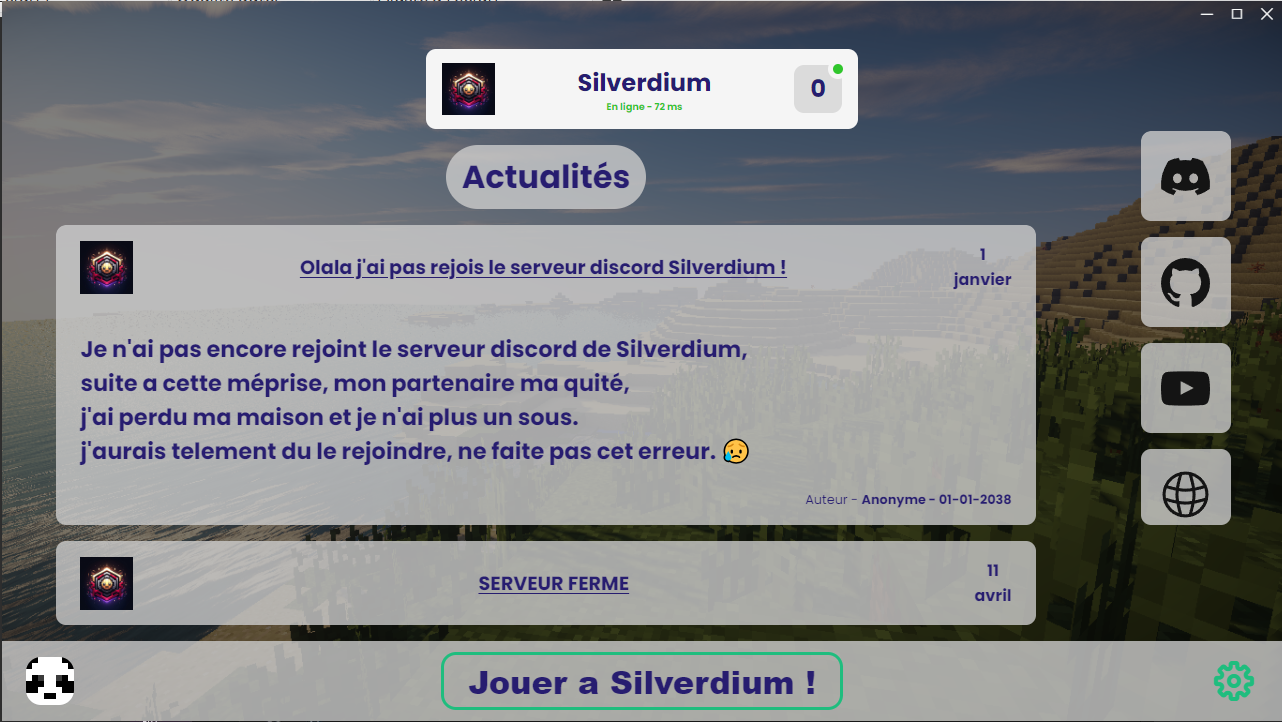 Silverdium
En ligne - 72 ms
0
Actualités
Olala j'ai pas rejois le serveur discord Silverdium !
1
janvier
Je n'ai pas encore rejoint le serveur discord de Silverdium,
suite a cette méprise, mon partenaire ma quité,
j'ai perdu ma maison et je n'ai plus un sous.
j'aurais telement du le rejoindre, ne faite pas cet erreur. 😥
Auteur - Anonyme - 01-01-2038
SERVEUR FERME
11
avril
Jouer a Silverdium !